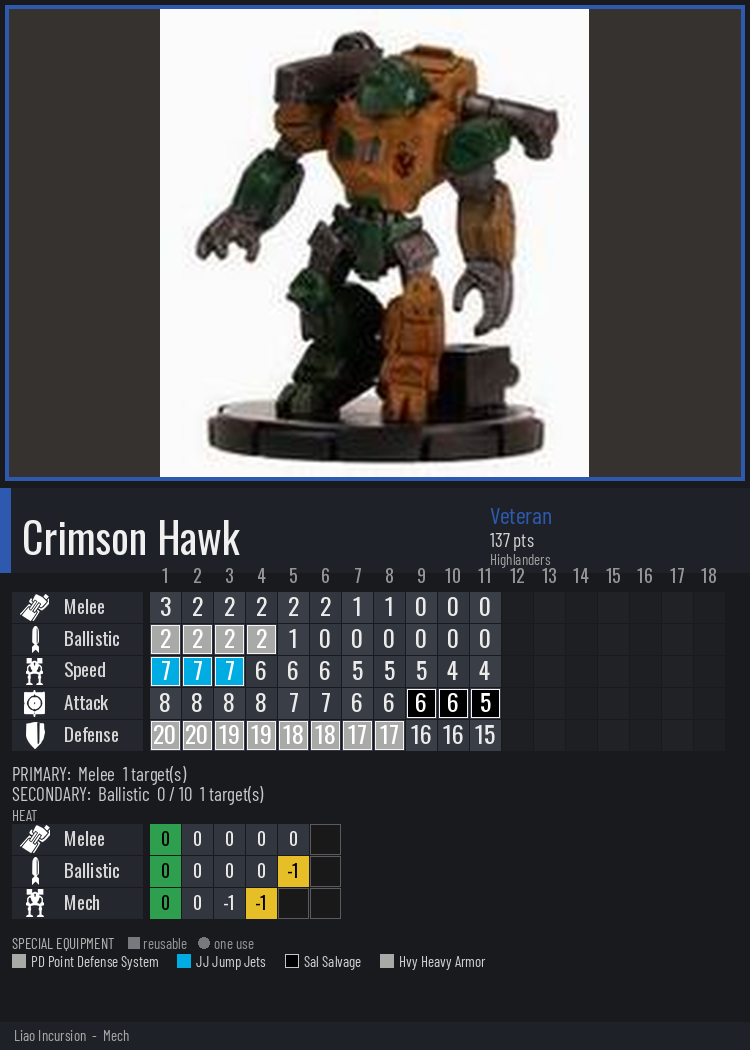 Crimson Hawk
Veteran
137 pts
Highlanders
1 2 3 4 5 6 7 8 9 10 11 12 13 14 15 16 17 18
Melee 3 2 2 2 2 2 1 1 0 0 0
Ballistic 2 2 2 2 1 0 0 0 0 0 0
Speed 7 7 7 6 6 6 5 5 5 4 4
Attack 8 8 8 8 7 7 6 6 6 6 5
Defense 20 20 19 19 18 18 17 17 16 16 15
PRIMARY: Melee 1 target(s)
SECONDARY: Ballistic 0 / 10 1 target(s)
HEAT
Melee 0 0 0 0 0
Ballistic 0 0 0 0 -1
Mech 0 0 -1 -1
SPECIAL EQUIPMENT reusable one use
PD Point Defense System JJ Jump Jets Sal Salvage Hvy Heavy Armor
Liao Incursion - Mech